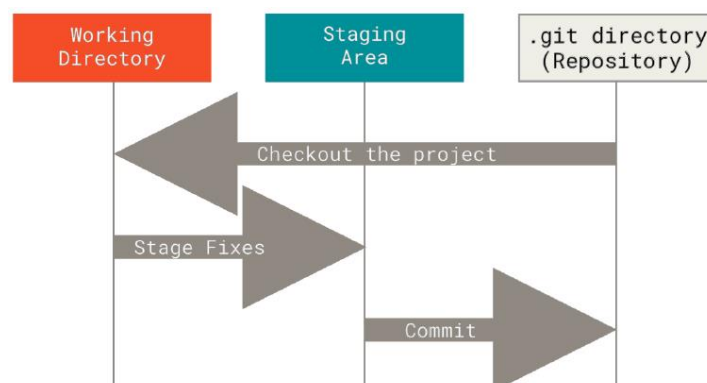 Working
Directory
Staging
Area
.git directory
(Repository)
Checkout the project
Stage Fixes
Commit